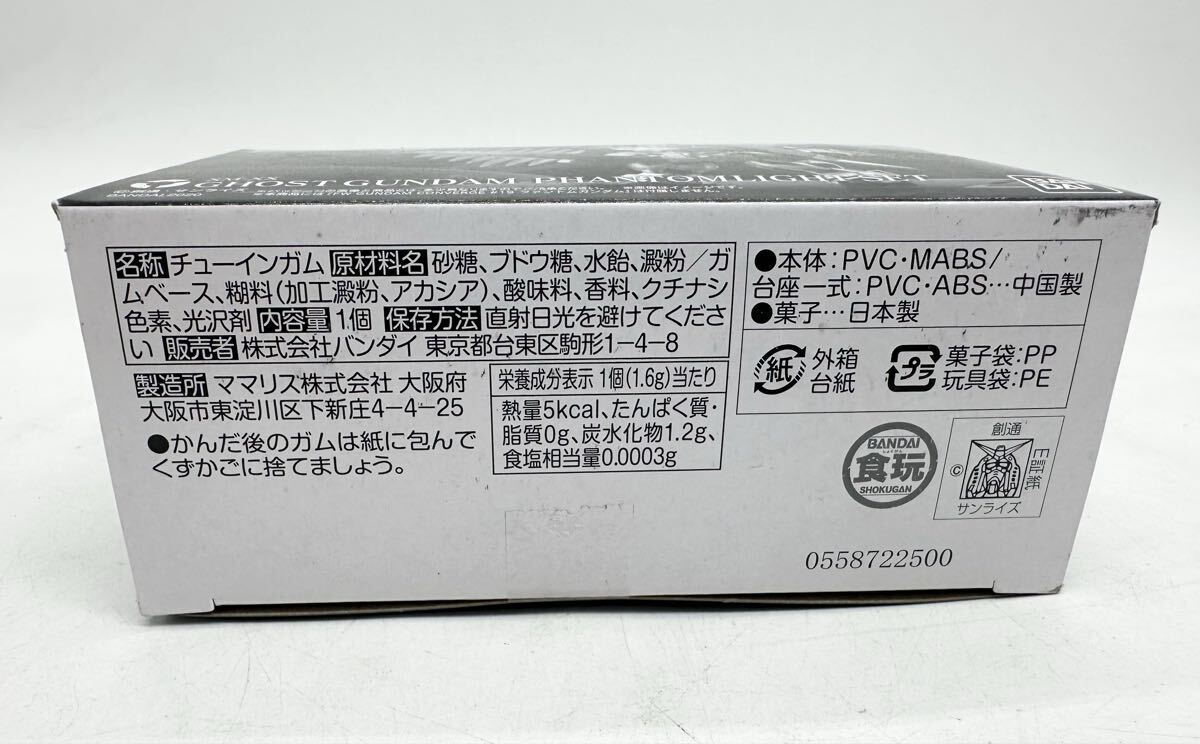 GHOST GUNDAM PHANTOMLIGHT SET
BANDAI2020
名称 チューインガム 原材料名 砂糖、ブドウ糖、水飴、澱粉／ガ
ムベース、糊料(加工澱粉、アカシア)、酸味料、香料、クチナシ
色素、光沢剤 内容量 1個 保存方法 直射日光を避けてくださ
い 販売者 株式会社バンダイ 東京都台東区駒形1-4-8
製造所 ママリス株式会社 大阪府
大阪市東淀川区下新庄4-4-25
●かんだ後のガムは紙に包んで
くずかごに捨てましょう。
栄養成分表示 1個(1.6g)当たり
熱量5kcal、たんぱく質・
脂質0g、炭水化物1.2g、
食塩相当量0.0003g
●本体：PVC・MABS/
台座一式：PVC・ABS…中国製
●菓子…日本製
紙 外箱
台紙
プラ 菓子袋：PP
玩具袋：PE
BANDAI
しょくがん
食玩
SHOKUGAN
創通
©
サンライズ
E証紙
0558722500